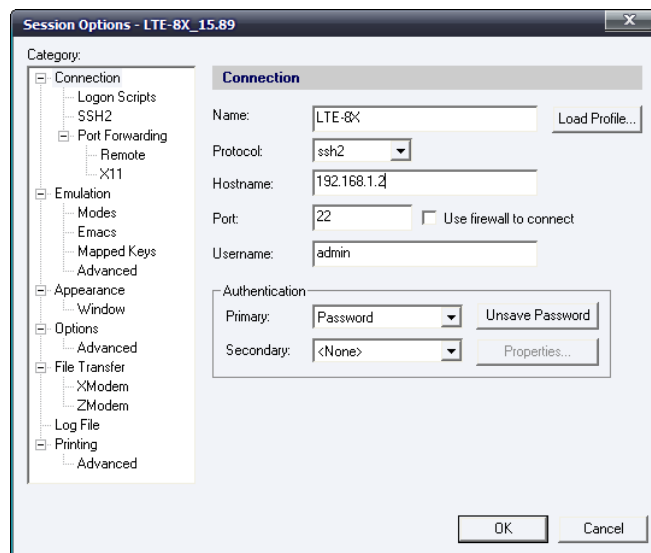 Session Options - LTE-8X_15.89
X
Category:
Connection
Logon Scripts
SSH2
Port Forwarding
Remote
X11
Emulation
Modes
Emacs
Mapped Keys
Advanced
Appearance
Window
Options
Advanced
File Transfer
XModem
ZModem
Log File
Printing
Advanced
Connection
Name: LTE-8X Load Profile...
Protocol: ssh2
Hostname: 192.168.1.2
Port: 22 Use firewall to connect
Username: admin
Authentication
Primary: Password Unsave Password
Secondary: <None> Properties...
OK Cancel